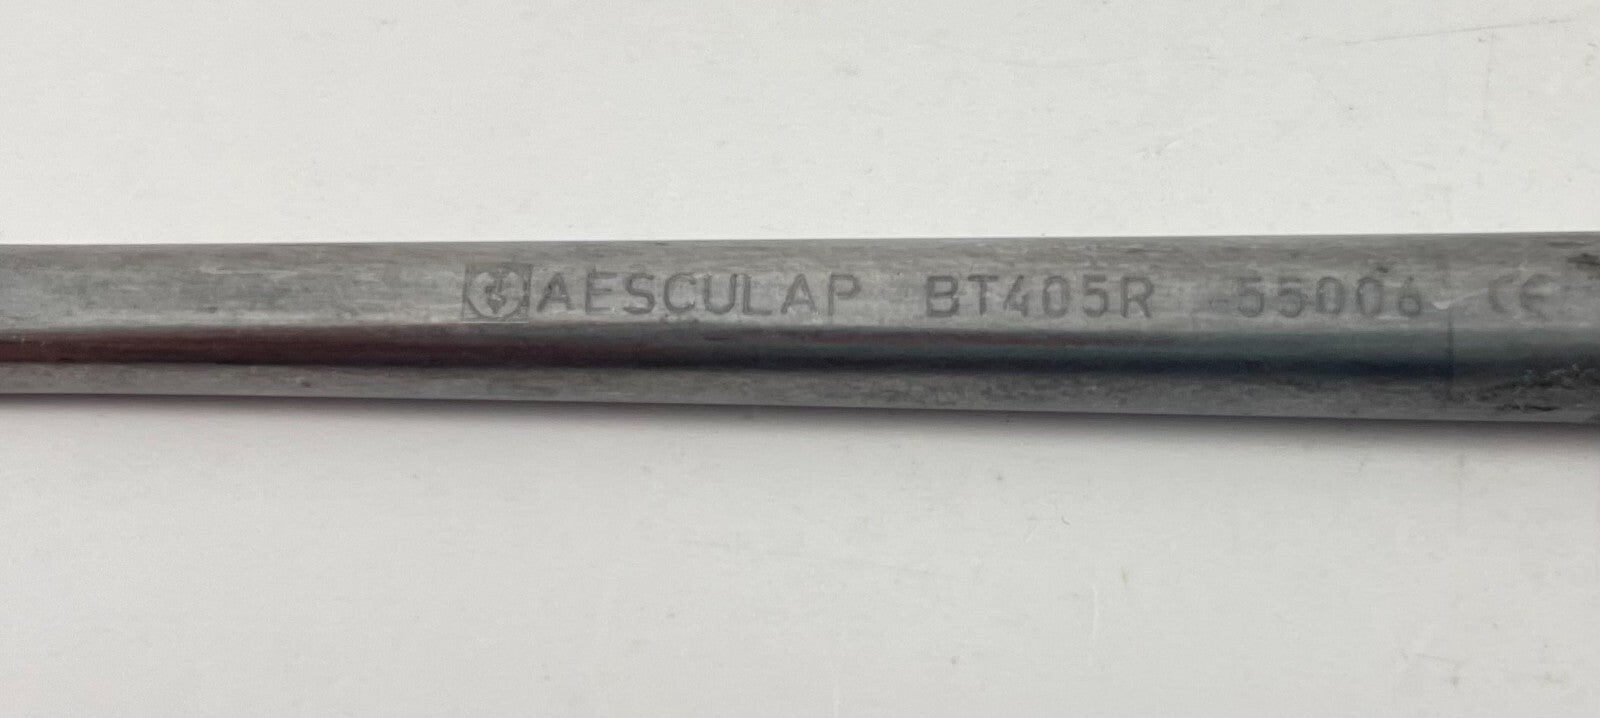 AESCULAP BT405R 55006 CE